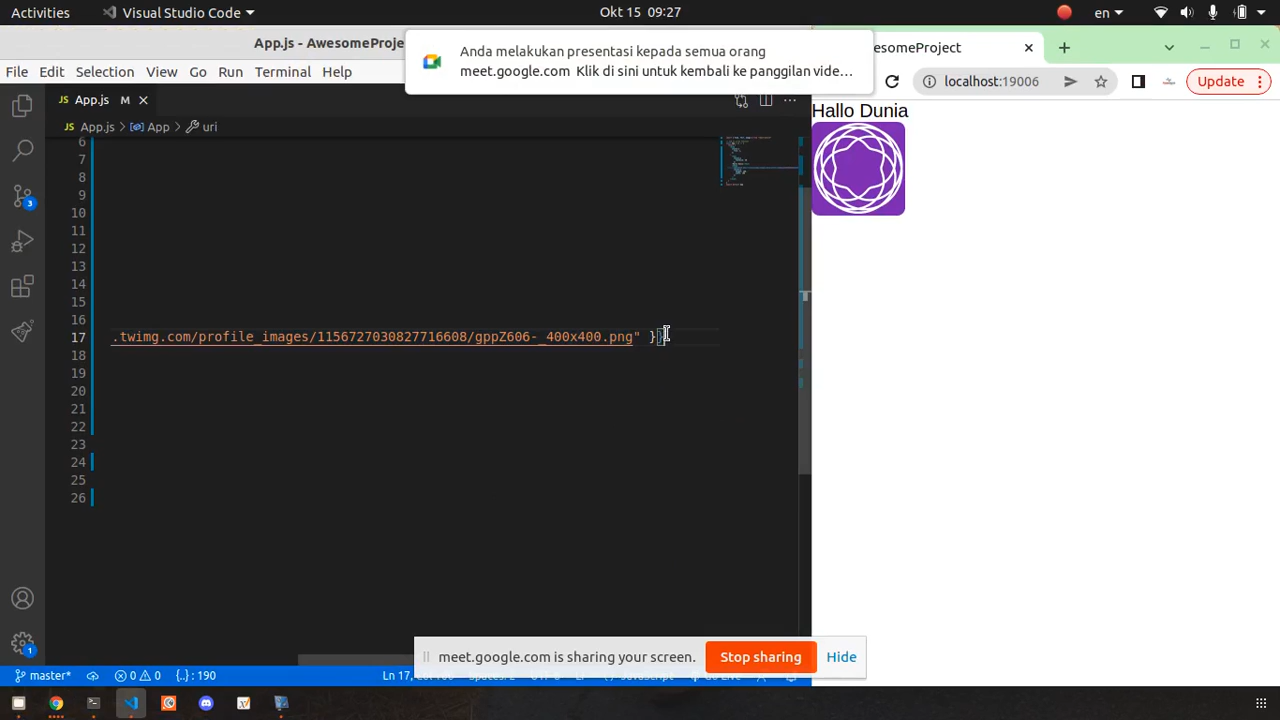 Activities
Visual Studio Code
Okt 15 09:27
en
App.js - AwesomeProje
Anda melakukan presentasi kepada semua orang
meet.google.com Klik di sini untuk kembali ke panggilan vide…
wesomeProject
File Edit Selection View Go Run Terminal Help
localhost:19006
Update
App.js M
App.js > App > uri
Hallo Dunia
6
7
8
9
10
11
12
13
14
15
16
17 .twimg.com/profile_images/1156727030827716608/gppZ606-_400x400.png" }}
18
19
20
21
22
23
24
25
26
3
1
meet.google.com is sharing your screen.
Stop sharing
Hide
master* 0 0 {..} : 190